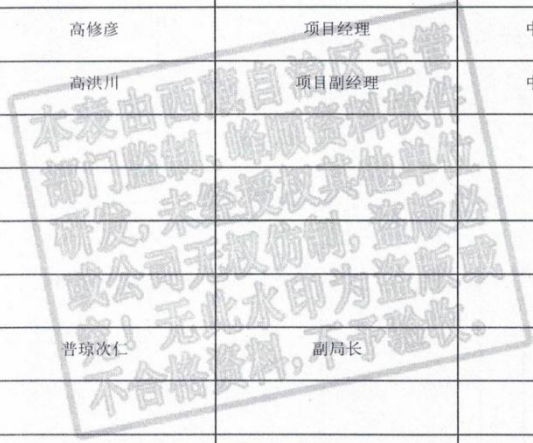 高修彦 项目经理 中
高洪川 项目副经理 中
本表由西藏自治区主管
部门监制、峰顺资料软件
研发，未经授权其他单位
或公司无权仿制，盗版必
究！无此水印为盗版或
不合格资料，不予验收。
普琼次仁 副局长